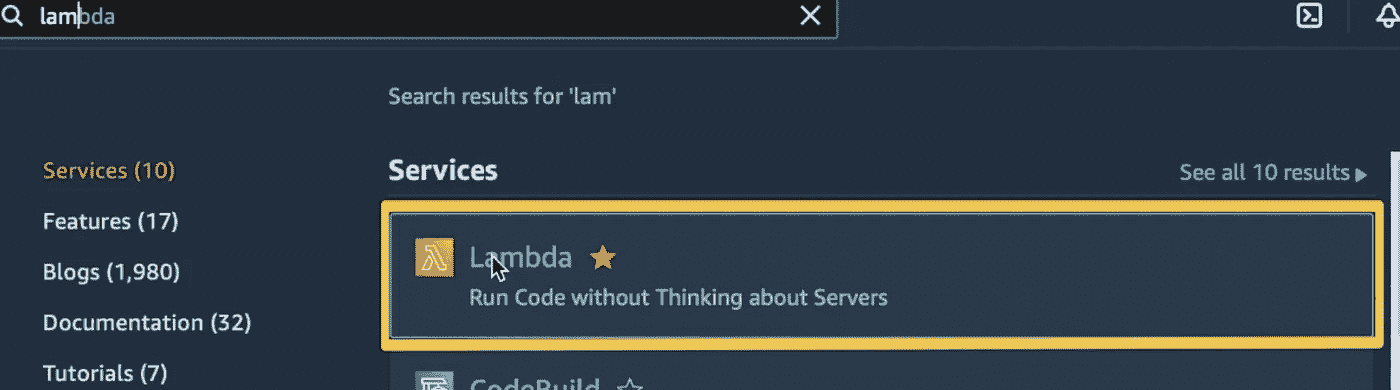 lambda
Search results for 'lam'
Services (10)
Features (17)
Blogs (1,980)
Documentation (32)
Tutorials (7)
Services
See all 10 results
Lambda
Run Code without Thinking about Servers
CodeBuild